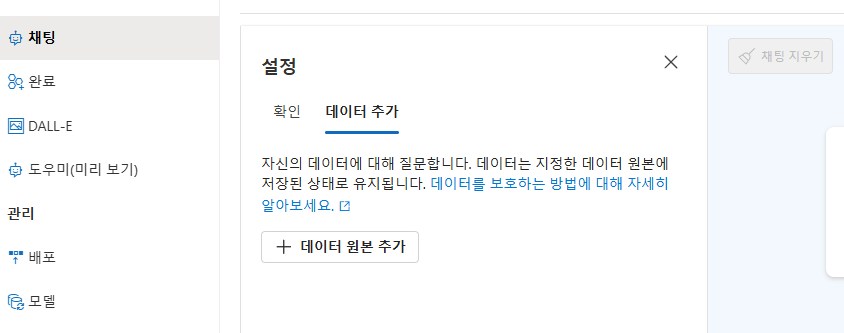 채팅
완료
DALL-E
도우미(미리 보기)
관리
배포
모델
설정
확인
데이터 추가
자신의 데이터에 대해 질문합니다. 데이터는 지정한 데이터 원본에
저장된 상태로 유지됩니다. 데이터를 보호하는 방법에 대해 자세히
알아보세요.
데이터 원본 추가
채팅 지우기